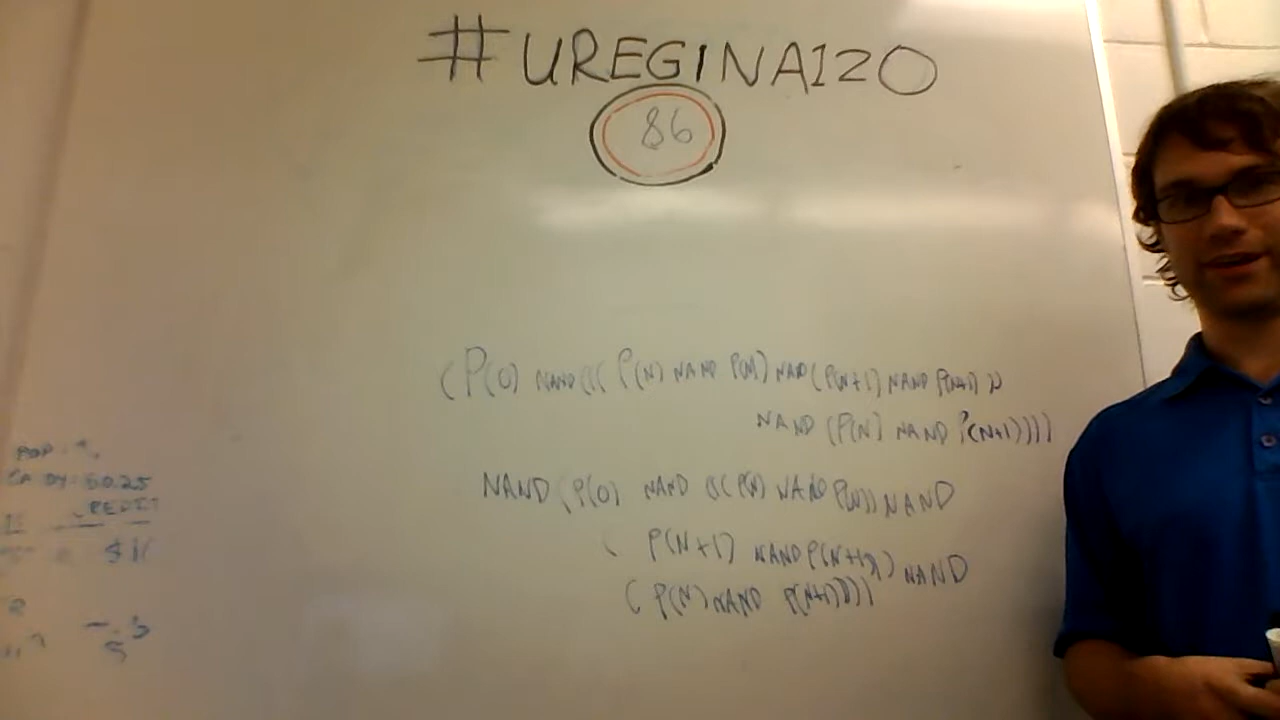 #UREGINA120
86
(P(0) NAND ((( P(N) NAND P(N)) NAND (P(N+1) NAND P(N+1)))
NAND (P(N) NAND P(N+1))))
NAND (P(0) NAND (((P(N) NAND P(N)) NAND
( P(N+1) NAND P(N+1))) NAND
( P(N) NAND P(N+1))))